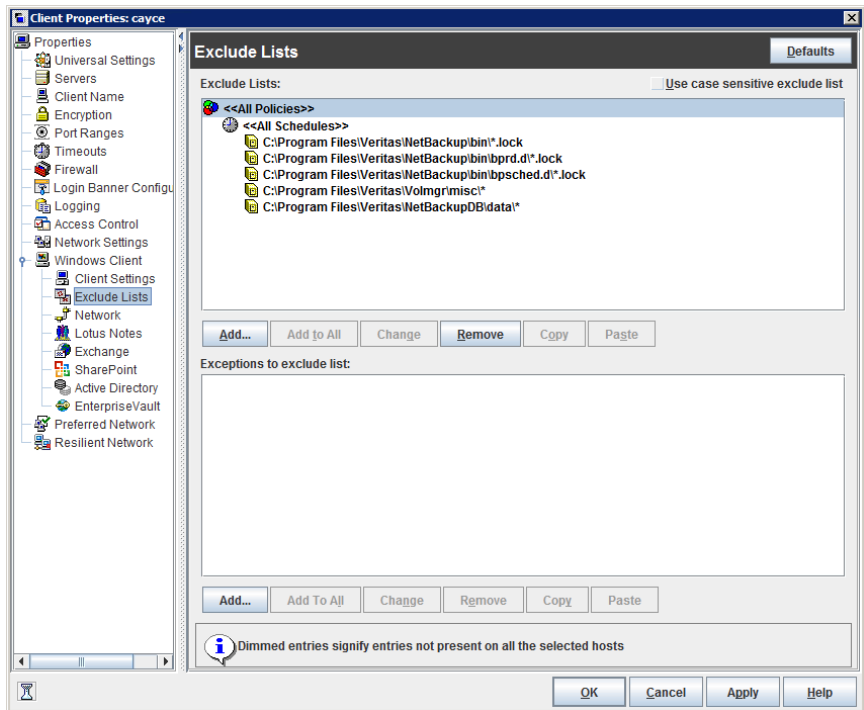 Client Properties: cayce
Properties
Universal Settings
Servers
Client Name
Encryption
Port Ranges
Timeouts
Firewall
Login Banner Configu
Logging
Access Control
Network Settings
Windows Client
Client Settings
Exclude Lists
Network
Lotus Notes
Exchange
SharePoint
Active Directory
EnterpriseVault
Preferred Network
Resilient Network
Exclude Lists
Defaults
Exclude Lists:
Use case sensitive exclude list
<<All Policies>>
<<All Schedules>>
C:\Program Files\Veritas\NetBackup\bin\*.lock
C:\Program Files\Veritas\NetBackup\bin\bprd.d\*.lock
C:\Program Files\Veritas\NetBackup\bin\bpsched.d\*.lock
C:\Program Files\Veritas\Volmgr\misc\*
C:\Program Files\Veritas\NetBackupDB\data\*
Add... Add to All Change Remove Copy Paste
Exceptions to exclude list:
Add... Add To All Change Remove Copy Paste
Dimmed entries signify entries not present on all the selected hosts
OK Cancel Apply Help